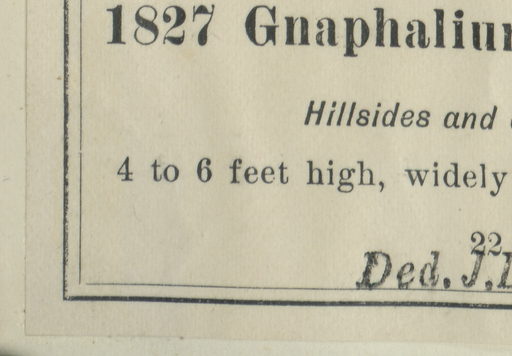 1827 Gnaphaliu
Hillsides and
4 to 6 feet high, widely
22
Ded. J.